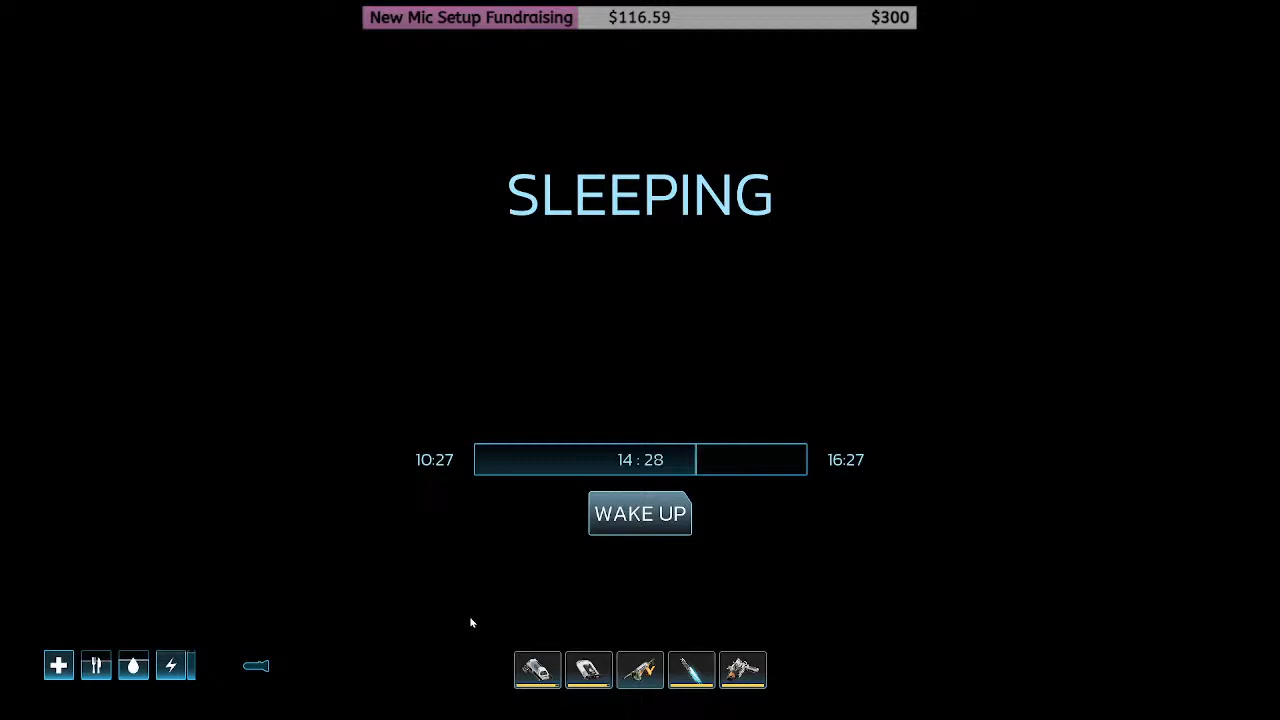 New Mic Setup Fundraising $116.59 $300
SLEEPING
10:27 14 : 28 16:27
WAKE UP